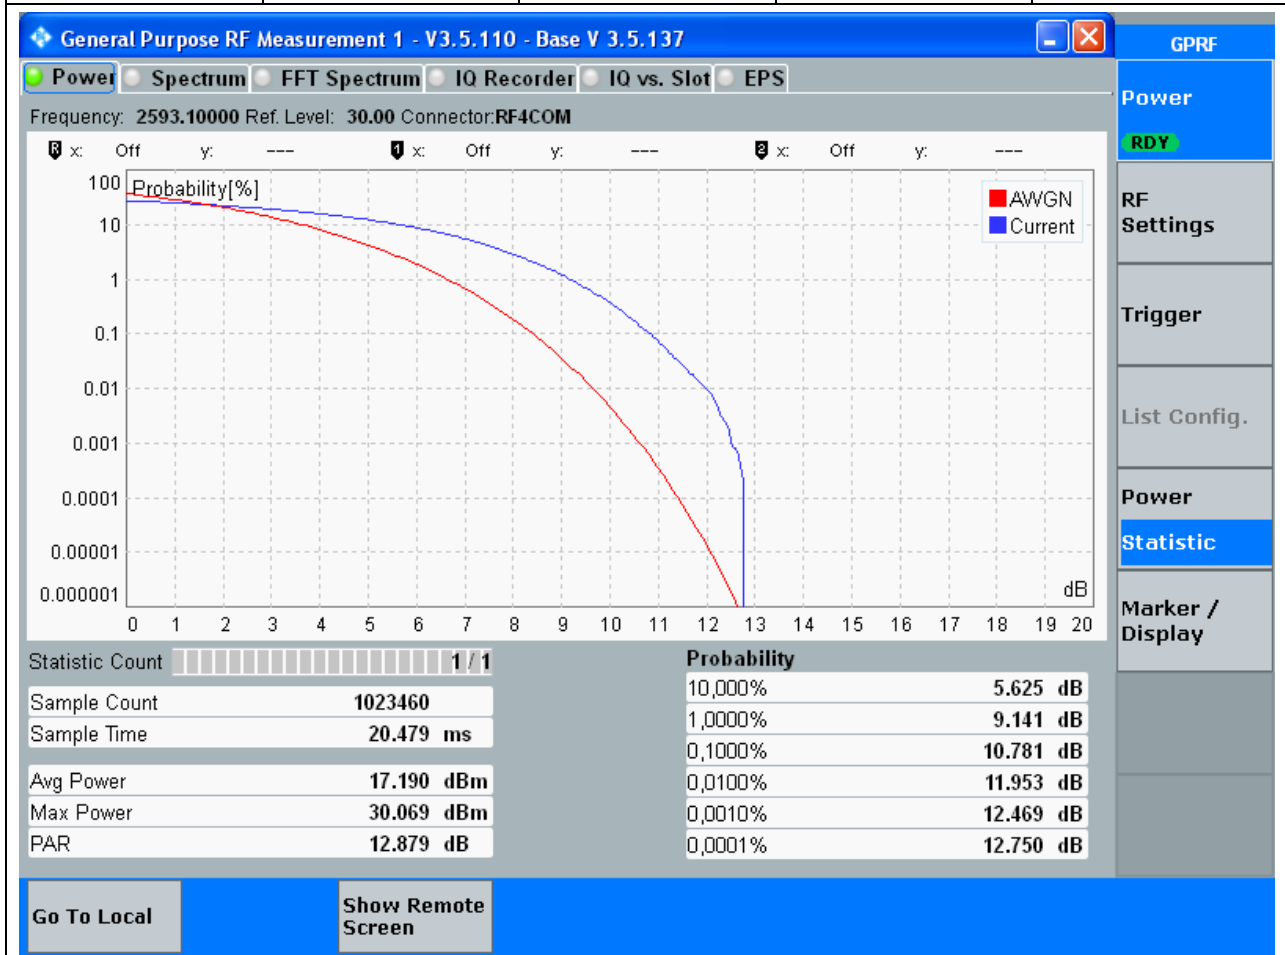 General Purpose RF Measurement 1 - V3.5.110 - Base V 3.5.137
GPRF
Power Spectrum FFT Spectrum IQ Recorder IQ vs. Slot EPS
Frequency: 2593.10000 Ref. Level: 30.00 Connector:RF4COM
R x: Off y: --- 1 x: Off y: --- 2 x: Off y: ---
Probability[%]
AWGN
Current
100
10
1
0.1
0.01
0.001
0.0001
0.00001
0.000001
dB
0 1 2 3 4 5 6 7 8 9 10 11 12 13 14 15 16 17 18 19 20
Statistic Count 1 / 1
Sample Count 1023460
Sample Time 20.479 ms
Avg Power 17.190 dBm
Max Power 30.069 dBm
PAR 12.879 dB
Probability
10,000% 5.625 dB
1,0000% 9.141 dB
0,1000% 10.781 dB
0,0100% 11.953 dB
0,0010% 12.469 dB
0,0001% 12.750 dB
Power
RDY
RF
Settings
Trigger
List Config.
Power
Statistic
Marker /
Display
Go To Local
Show Remote
Screen